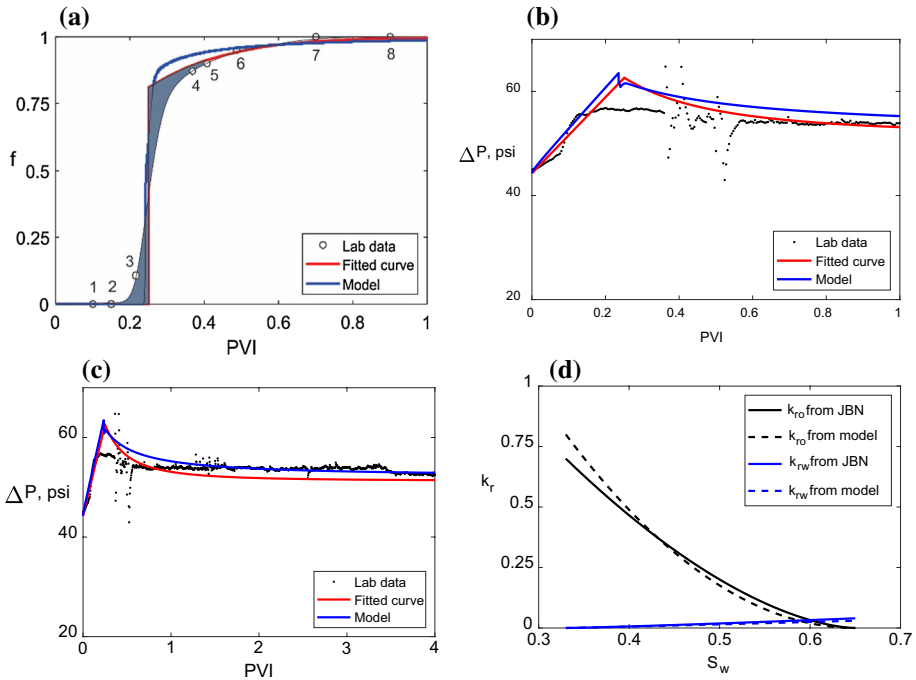 (a)
1
0.75
f 0.5
0.25
0
0 0.2 0.4 0.6 0.8 1
PVI
1 2 3 4 5 6 7 8
Lab data
Fitted curve
Model
(b)
60
ΔP, psi
40
20
0 0.2 0.4 0.6 0.8 1
PVI
Lab data
Fitted curve
Model
(c)
60
ΔP, psi
40
20
0 1 2 3 4
PVI
Lab data
Fitted curve
Model
(d)
1
0.75
k_r 0.5
0.25
0
0.3 0.4 0.5 0.6 0.7
S_w
k_ro from JBN
k_ro from model
k_rw from JBN
k_rw from model